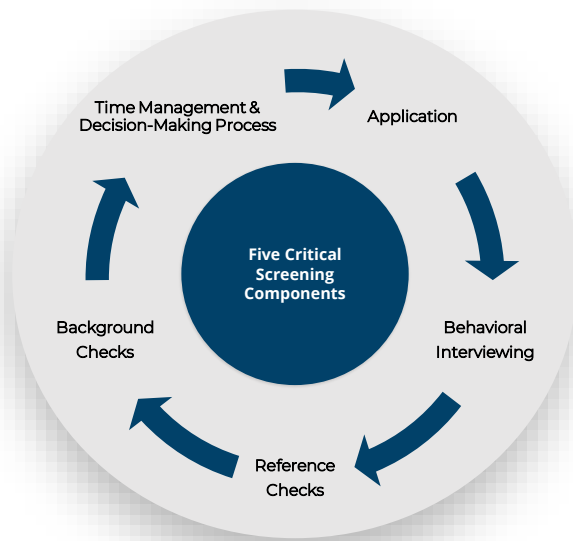 Time Management &
Decision-Making Process
Application
Five Critical
Screening
Components
Background
Checks
Behavioral
Interviewing
Reference
Checks